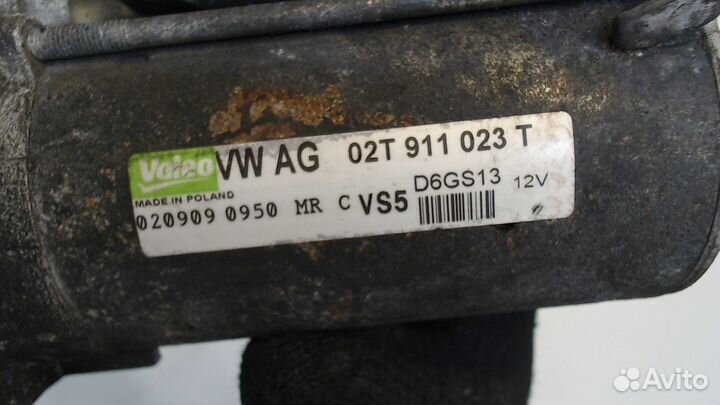 Valeo VW AG 02T 911 023 T
MADE IN POLAND
D6GS13 12V
020909 0950 MR C VS5
Avito